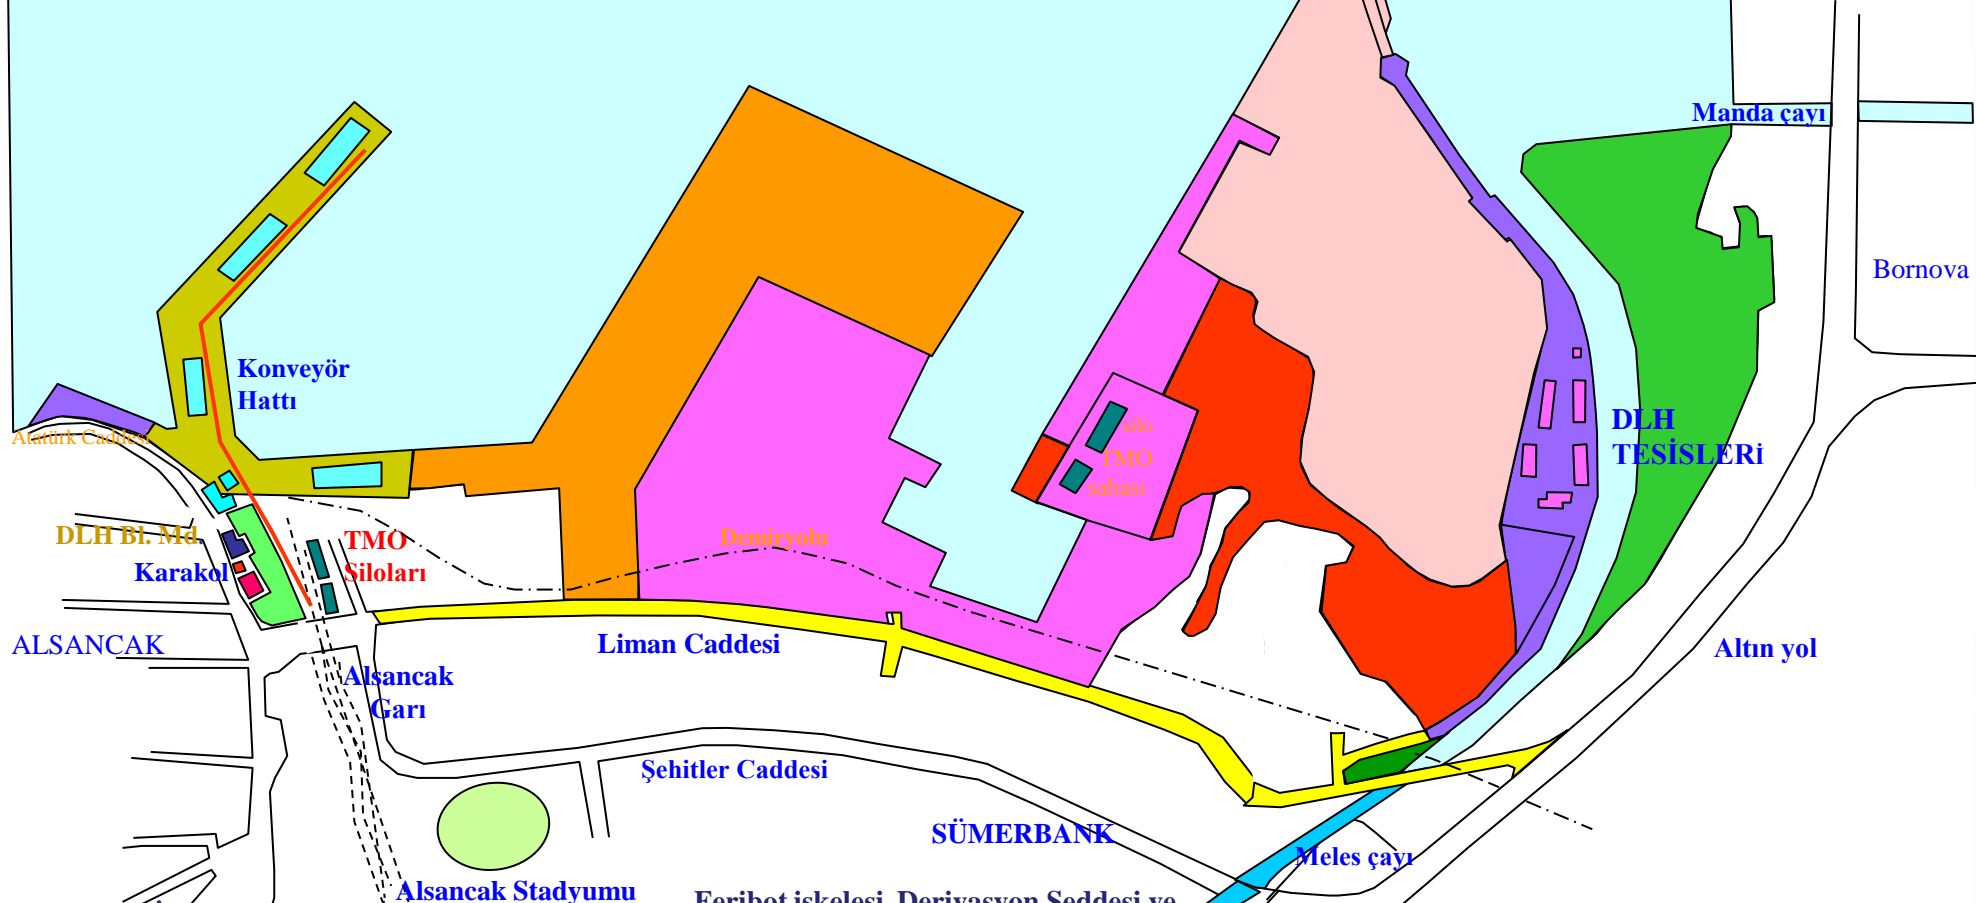 Manda çayı
Bornova
Konveyör
Hattı
Atatürk Caddesi
DLH
TESİSLERİ
silo
TMO
sahası
DLH Bl. Md.
TMO
Siloları
Karakol
Demiryolu
ALSANCAK
Liman Caddesi
Altın yol
Alsancak
Garı
Şehitler Caddesi
SÜMERBANK
Meles çayı
Alsancak Stadyumu
Feribot iskelesi, Derivasyon Seddesi ve